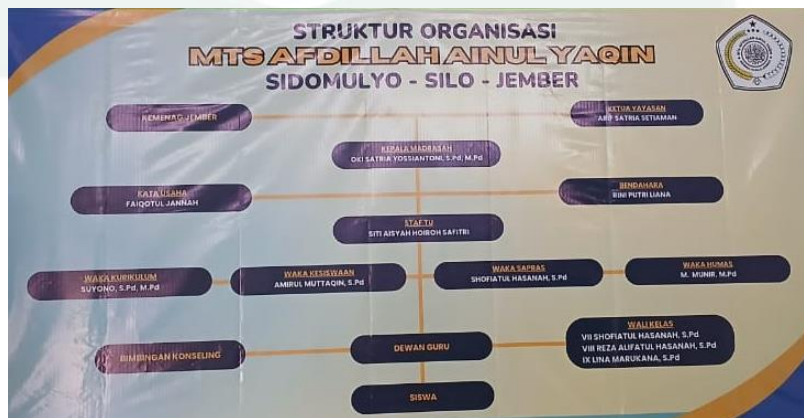 STRUKTUR ORGANISASI
MTS AFDILLAH AINUL YAQIN
SIDOMULYO - SILO - JEMBER
KEMENAG JEMBER
KETUA YAYASAN
ARIF SATRIA SETIAMAN
KEPALA MADRASAH
OKI SATRIA YOSSIANTONI, S.Pd, M.Pd
KATA USAHA
FAIQOTUL JANNAH
BENDAHARA
RINI PUTRI LIANA
STAF TU
SITI AISYAH HOIROH SAFITRI
WAKA KURIKULUM
SUYONO, S.Pd, M.Pd
WAKA KESISWAAN
AMIRUL MUTTAQIN, S.Pd
WAKA SAPRAS
SHOFIATUL HASANAH, S.Pd
WAKA HUMAS
M. MUNIR, M.Pd
BIMBINGAN KONSELING
DEWAN GURU
WALI KELAS
VII SHOFIATUL HASANAH, S.Pd
VIII REZA ALIFATUL HASANAH, S.Pd
IX LINA MARUKANA, S.Pd
SISWA